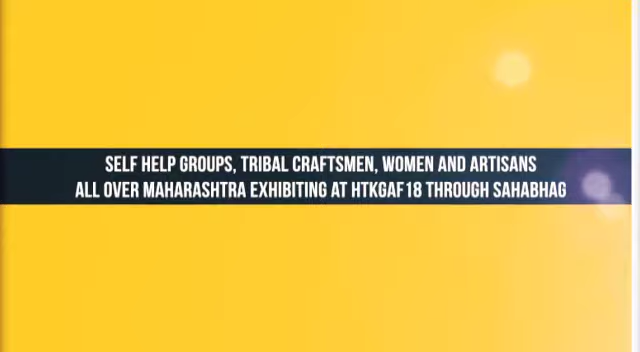 SELF HELP GROUPS, TRIBAL CRAFTSMEN, WOMEN AND ARTISANS
ALL OVER MAHARASHTRA EXHIBITING AT HTKGAF18 THROUGH SAHABHAG